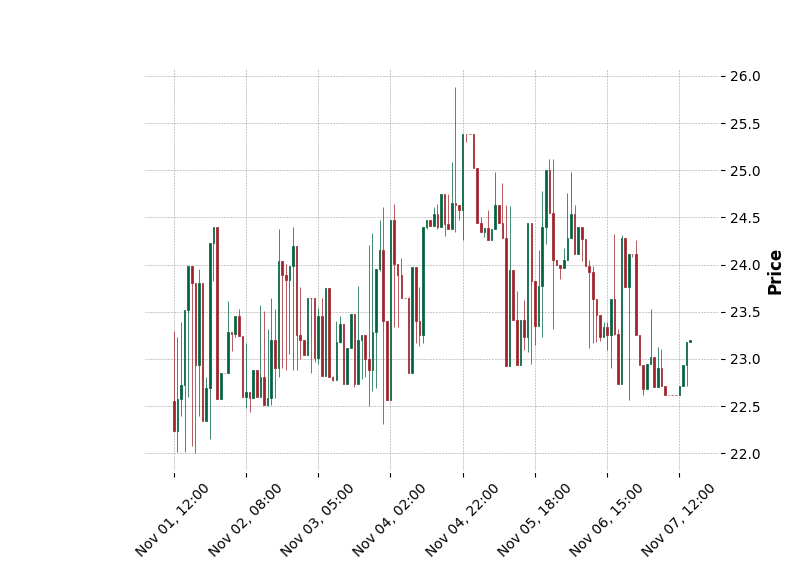 26.0
25.5
25.0
24.5
24.0
23.5
23.0
22.5
22.0
Price
Nov 01, 12:00
Nov 02, 08:00
Nov 03, 05:00
Nov 04, 02:00
Nov 04, 22:00
Nov 05, 18:00
Nov 06, 15:00
Nov 07, 12:00